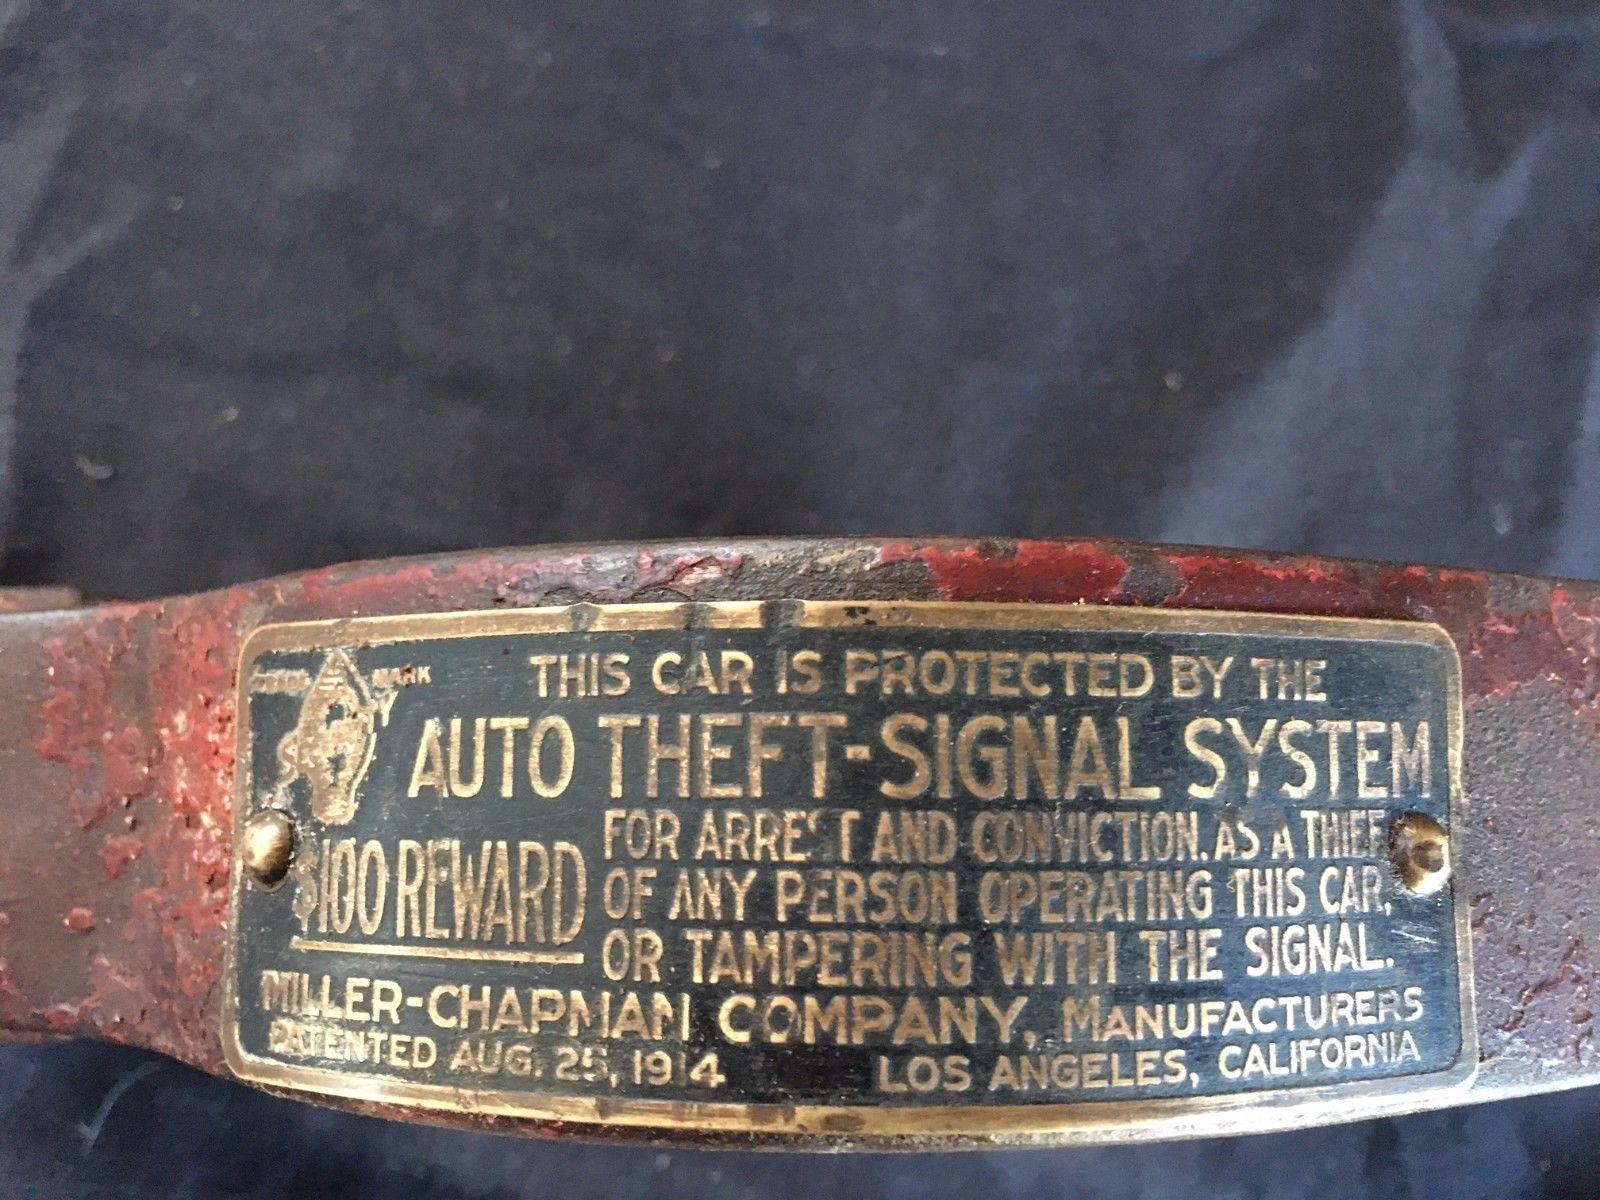 TRADE MARK
THIS CAR IS PROTECTED BY THE
AUTO THEFT-SIGNAL SYSTEM
$100 REWARD
FOR ARREST AND CONVICTION. AS A THIEF
OF ANY PERSON OPERATING THIS CAR,
OR TAMPERING WITH THE SIGNAL.
MILLER-CHAPMAN COMPANY, MANUFACTURERS
PATENTED AUG. 25, 1914 LOS ANGELES, CALIFORNIA